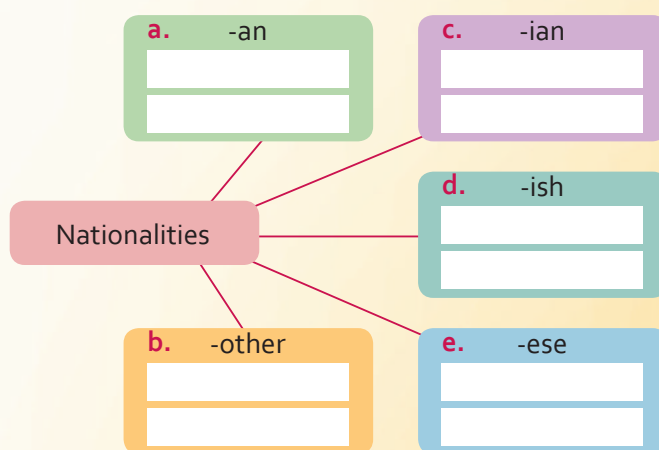 a. -an
c. -ian
d. -ish
Nationalities
b. -other
e. -ese